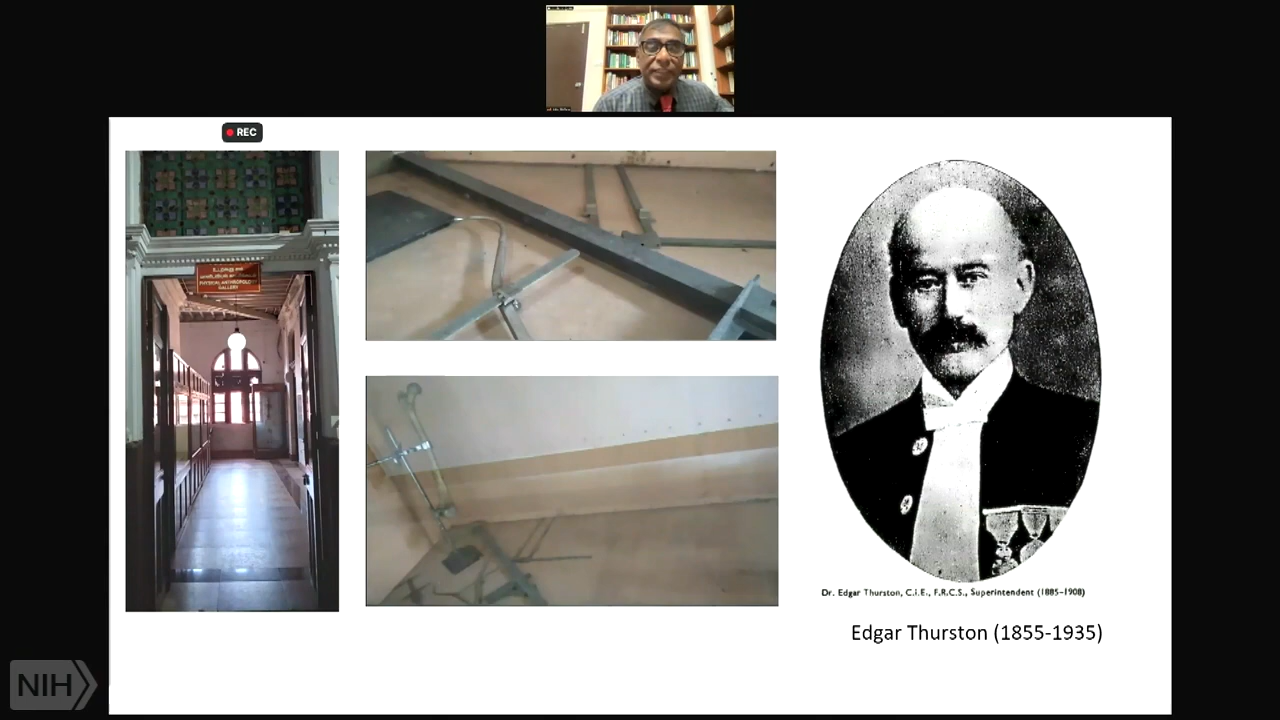 REC
PHYSICAL ANTHROPOLOGY
GALLERY
Dr. Edgar Thurston, C.I.E., F.R.C.S., Superintendent (1885-1908)
Edgar Thurston (1855-1935)
NIH